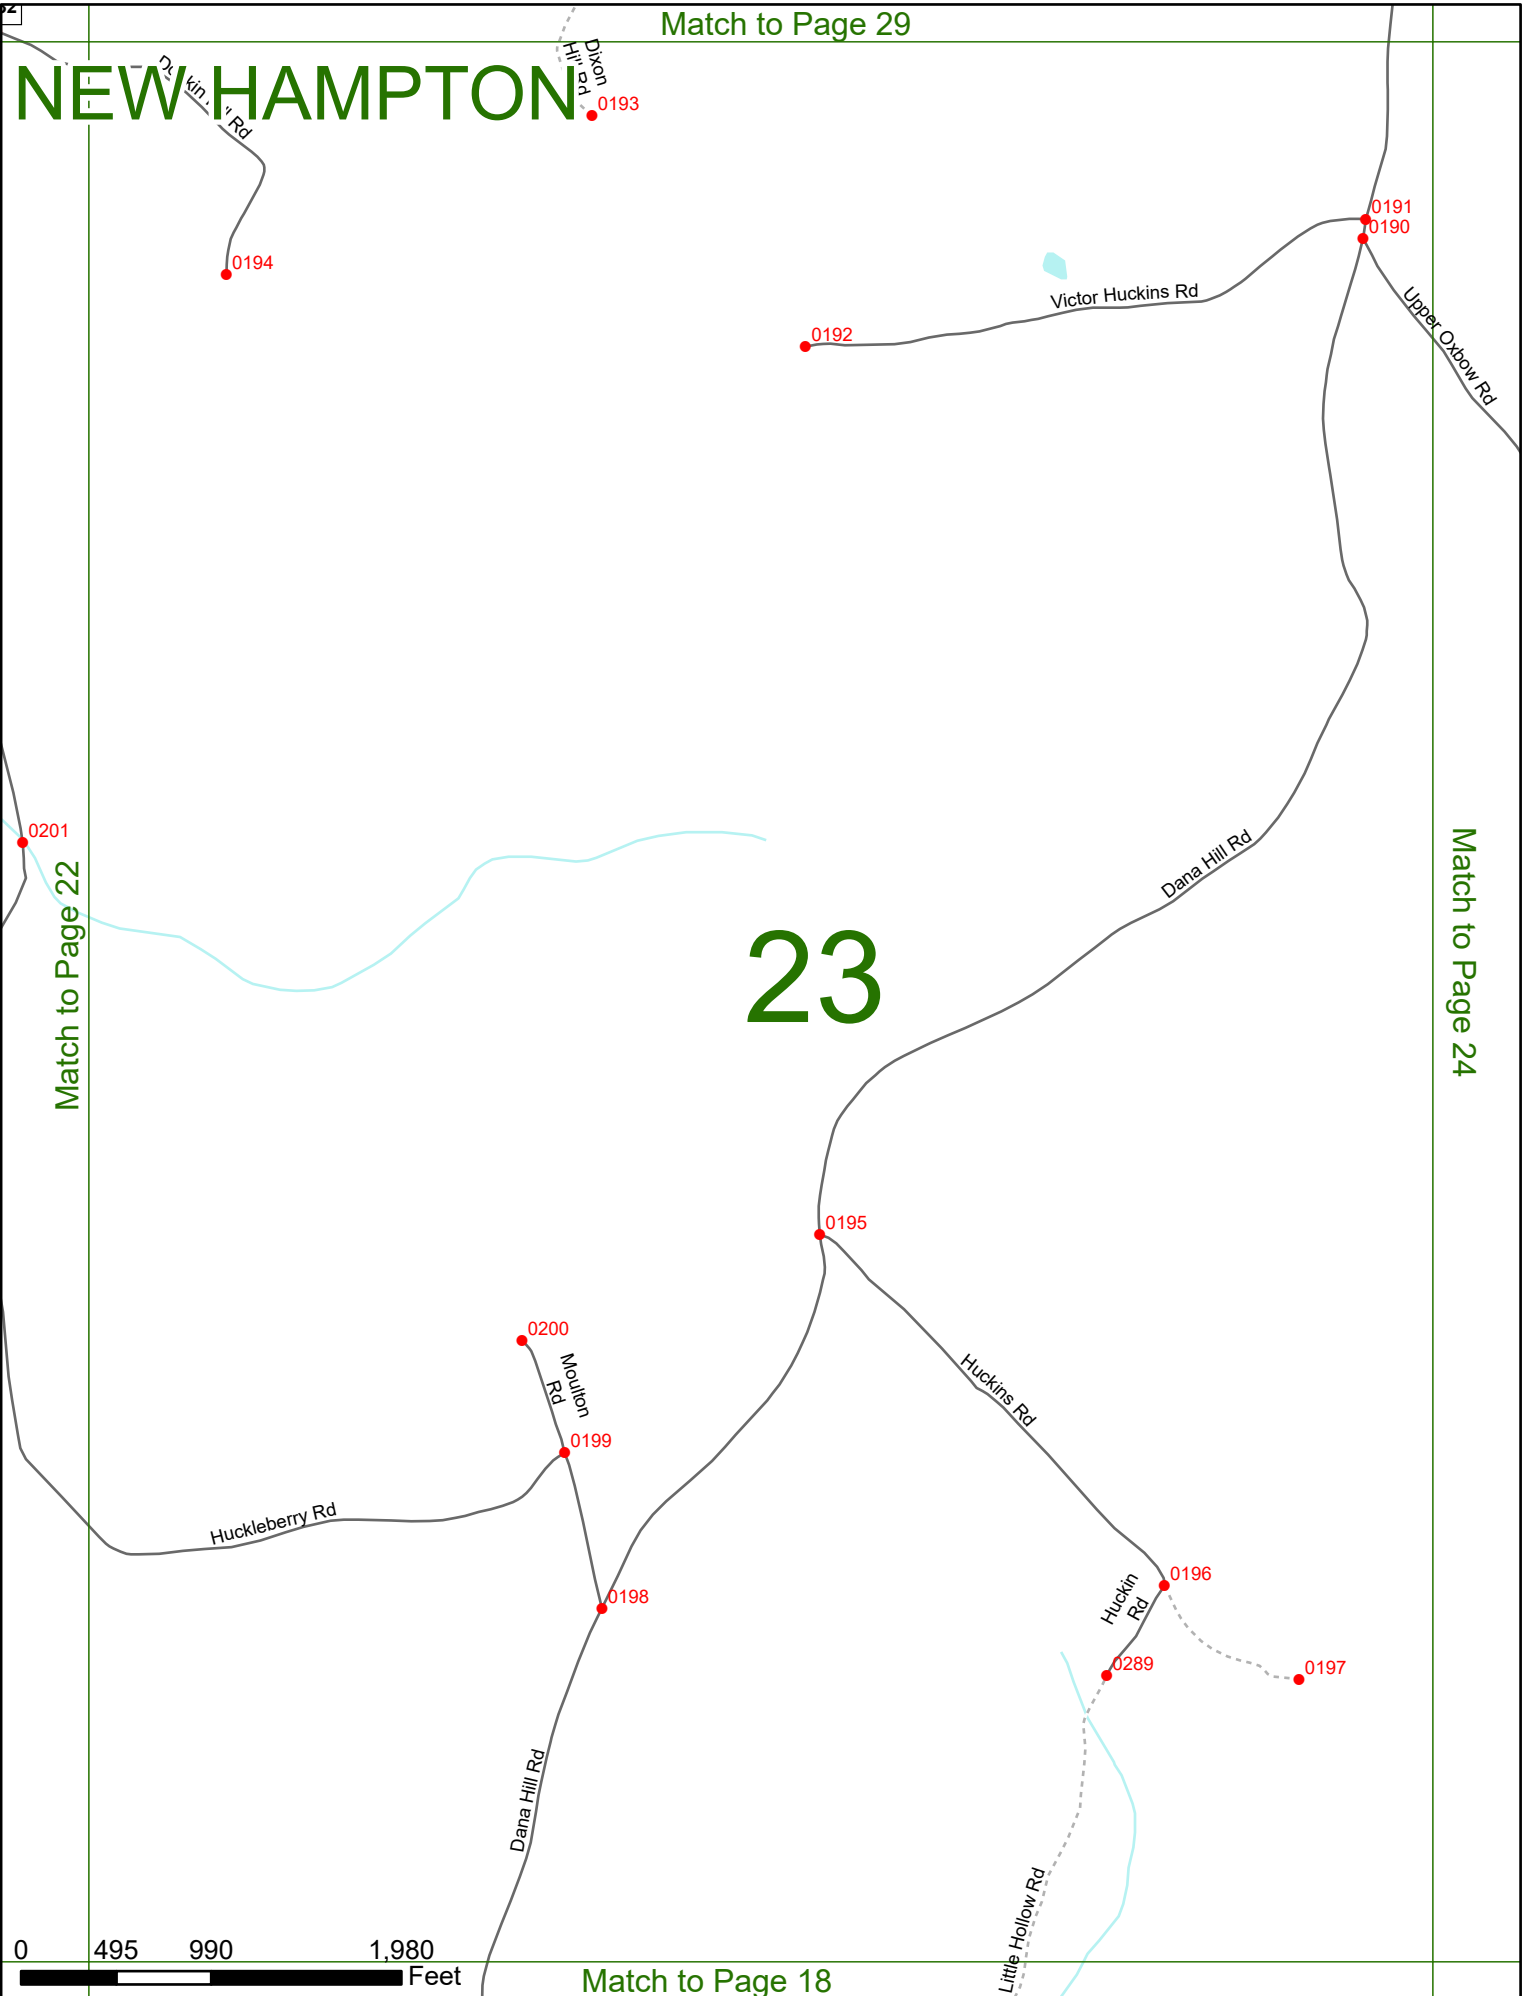 Match to Page 29
NEW HAMPTON
Rd
Dixon
Rd
0193
0191
0190
0194
Victor Huckins Rd
Upper Oxbow Rd
0192
0201
Match to Page 22
Dana Hill Rd
Match to Page 24
23
0195
0200
Moulton
Rd
Huckins Rd
0199
Huckleberry Rd
0196
Huckin
Rd
0198
0289
0197
Dana Hill Rd
Little Hollow Rd
0 495 990 1,980
Feet
Match to Page 18